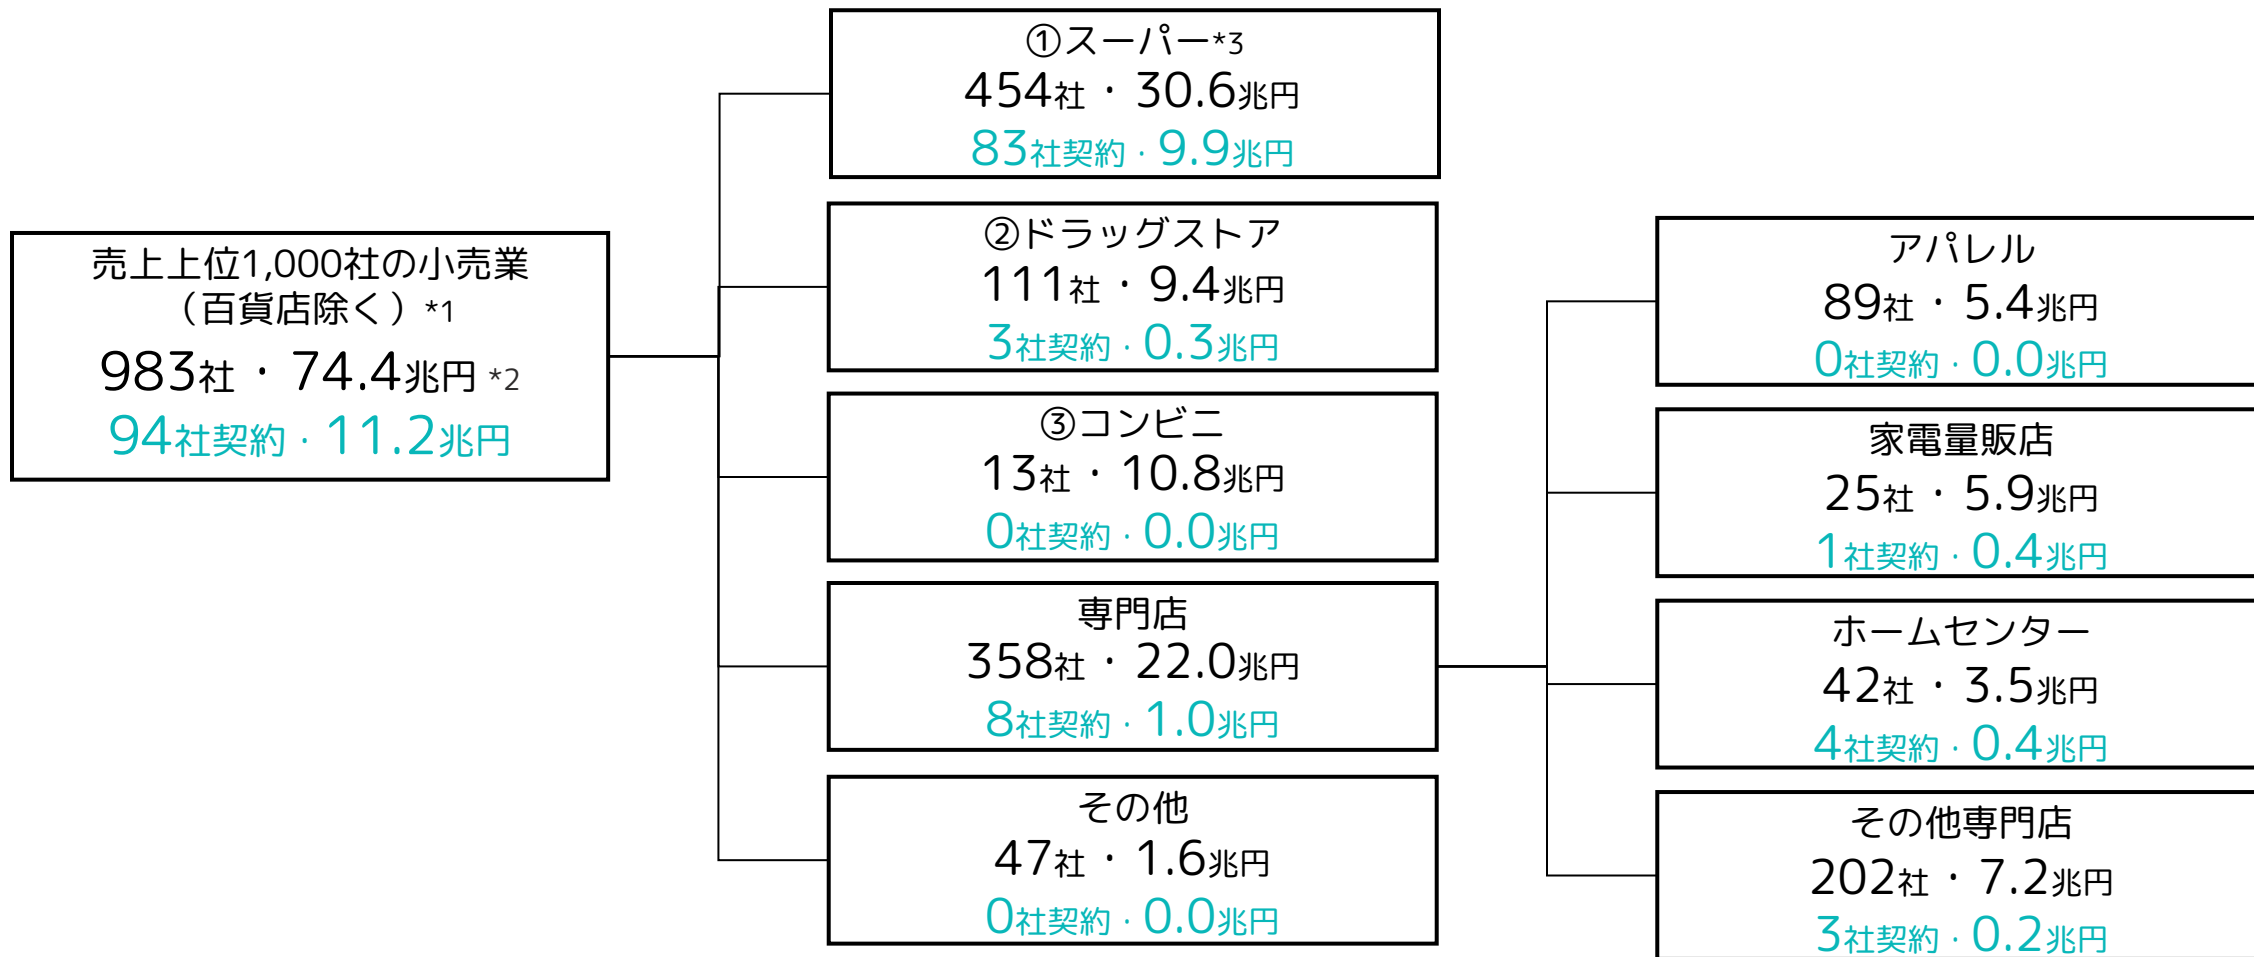 売上上位1,000社の小売業
（百貨店除く）*1
983社・74.4兆円 *2
94社契約・11.2兆円
①スーパー*3
454社・30.6兆円
83社契約・9.9兆円
②ドラッグストア
111社・9.4兆円
3社契約・0.3兆円
③コンビニ
13社・10.8兆円
0社契約・0.0兆円
専門店
358社・22.0兆円
8社契約・1.0兆円
その他
47社・1.6兆円
0社契約・0.0兆円
アパレル
89社・5.4兆円
0社契約・0.0兆円
家電量販店
25社・5.9兆円
1社契約・0.4兆円
ホームセンター
42社・3.5兆円
4社契約・0.4兆円
その他専門店
202社・7.2兆円
3社契約・0.2兆円